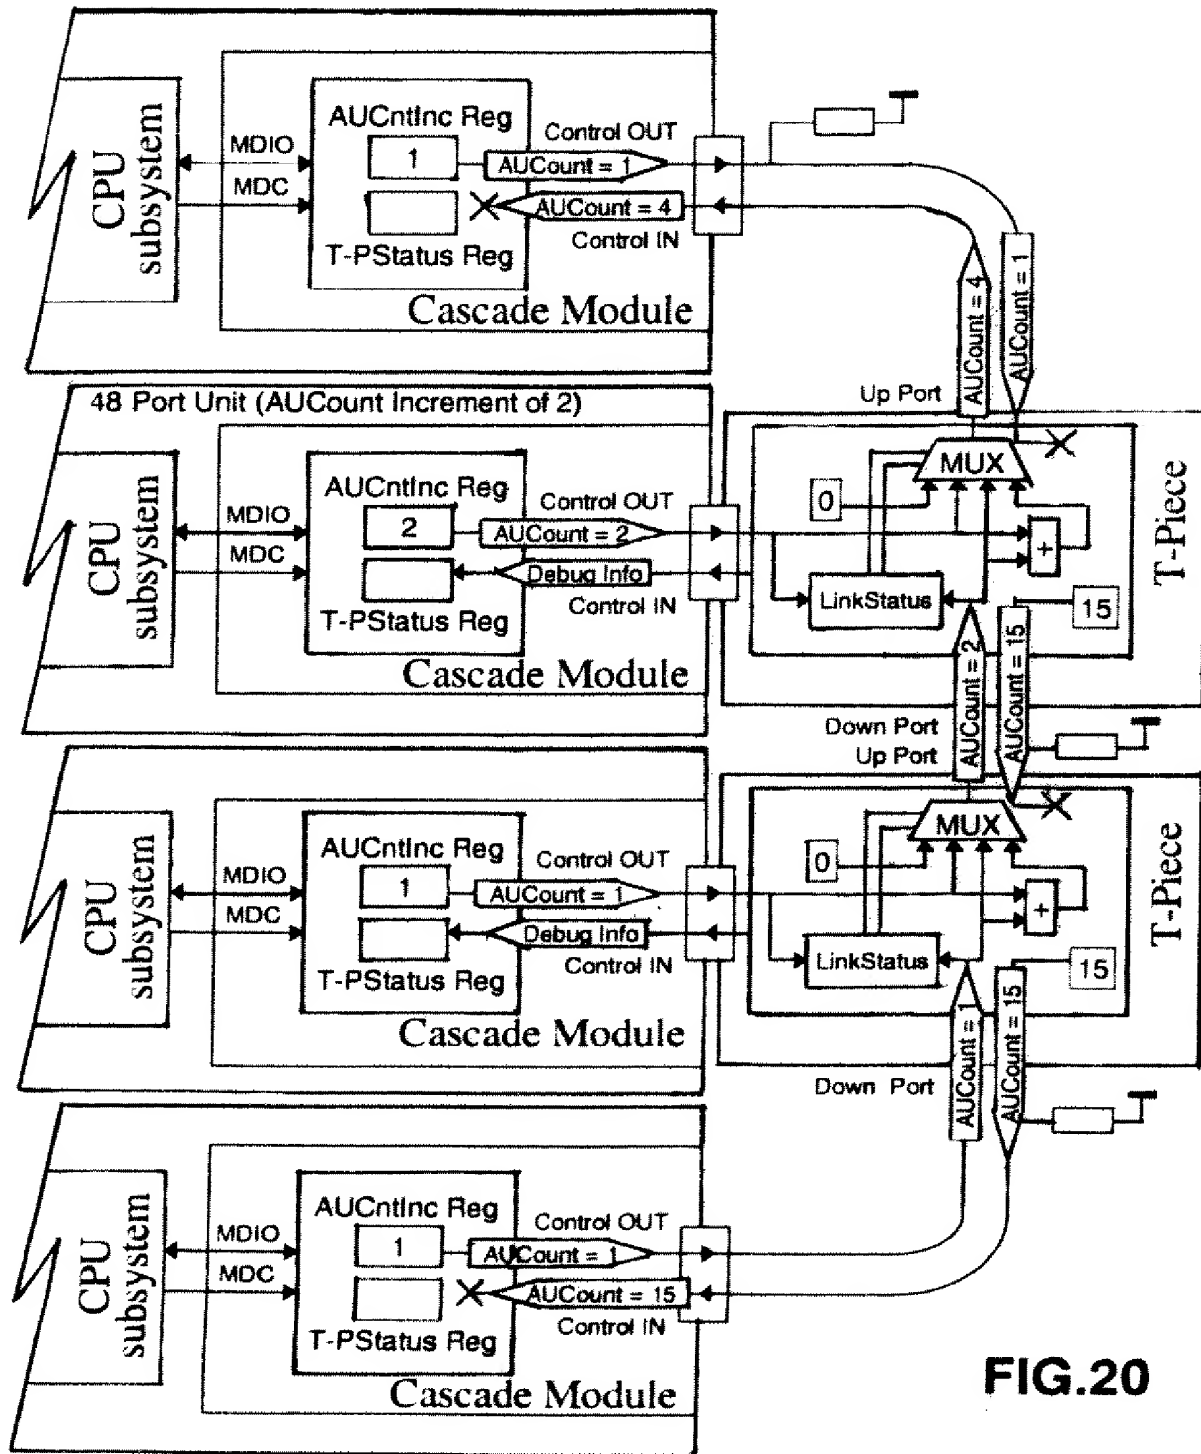 CPU
subsystem
MDIO
MDC
AUCntInc Reg
1
T-PStatus Reg
Control OUT
AUCount = 1
AUCount = 4
Control IN
Cascade Module
AUCount = 4
AUCount = 1
Up Port
48 Port Unit (AUCount Increment of 2)
CPU
subsystem
MDIO
MDC
AUCntInc Reg
2
T-PStatus Reg
Control OUT
AUCount = 2
Debug Info
Control IN
Cascade Module
MUX
0
+
LinkStatus
15
T-Piece
AUCount = 2
AUCount = 15
Down Port
Up Port
CPU
subsystem
MDIO
MDC
AUCntInc Reg
1
T-PStatus Reg
Control OUT
AUCount = 1
Debug Info
Control IN
Cascade Module
MUX
0
+
LinkStatus
15
T-Piece
AUCount = 1
AUCount = 15
Down Port
CPU
subsystem
MDIO
MDC
AUCntInc Reg
1
T-PStatus Reg
Control OUT
AUCount = 1
AUCount = 15
Control IN
Cascade Module
FIG.20